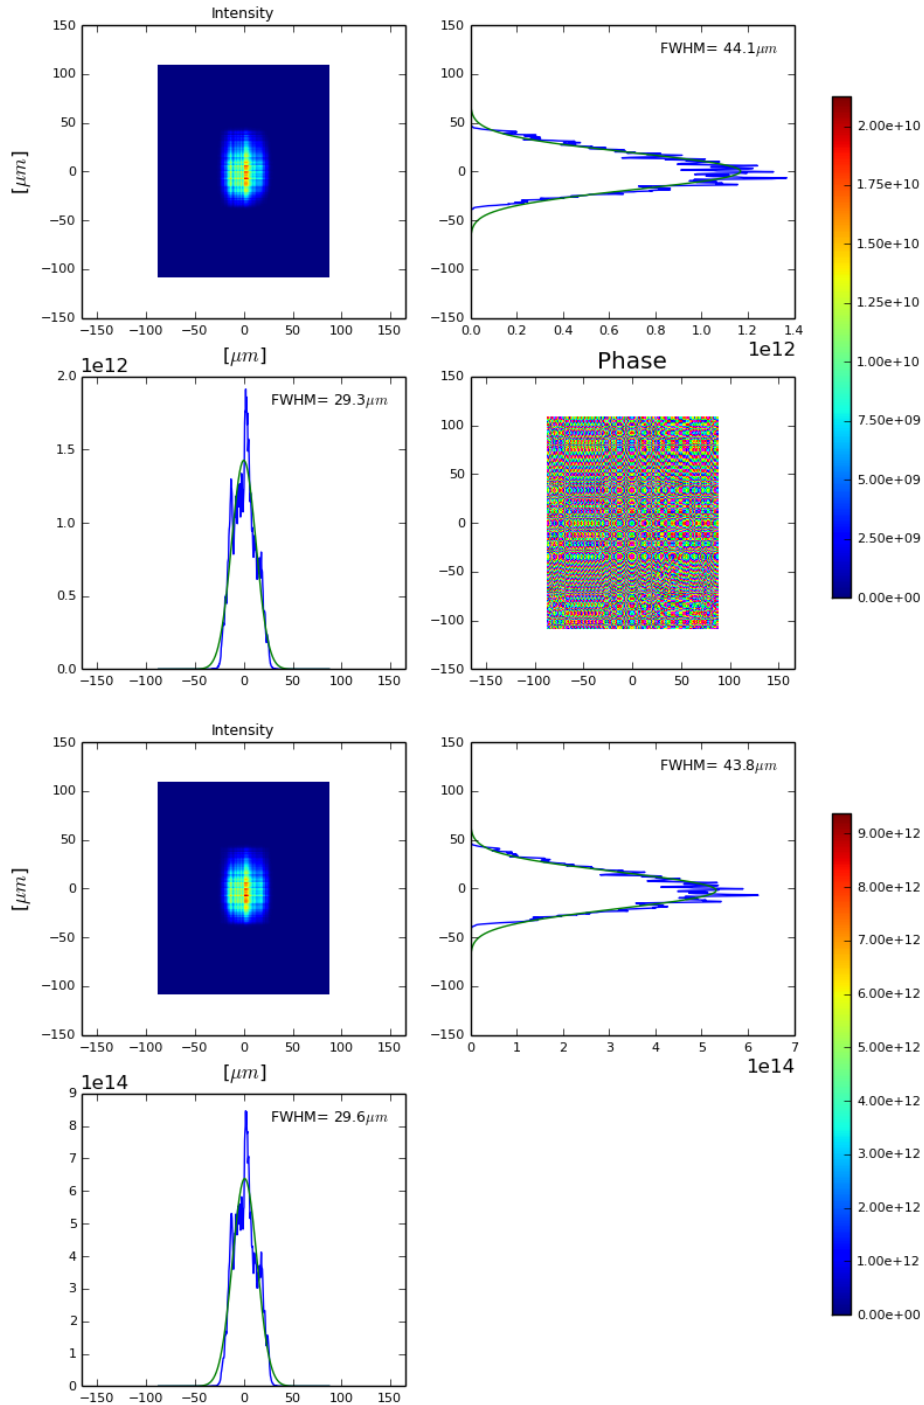 Intensity
150
100
50
0
−50
−100
−150
−150 −100 −50 0 50 100 150
[μm]
[μm]
FWHM= 44.1μm
150
100
50
0
−50
−100
−150
0.0 0.2 0.4 0.6 0.8 1.0 1.2 1.4
1e12
2.00e+10
1.75e+10
1.50e+10
1.25e+10
1.00e+10
7.50e+09
5.00e+09
2.50e+09
0.00e+00
1e12
FWHM= 29.3μm
2.0
1.5
1.0
0.5
0.0
−150 −100 −50 0 50 100 150
Phase
150
100
50
0
−50
−100
−150
−150 −100 −50 0 50 100 150
Intensity
150
100
50
0
−50
−100
−150
−150 −100 −50 0 50 100 150
[μm]
[μm]
FWHM= 43.8μm
150
100
50
0
−50
−100
−150
0 1 2 3 4 5 6 7
1e14
9.00e+12
8.00e+12
7.00e+12
6.00e+12
5.00e+12
4.00e+12
3.00e+12
2.00e+12
1.00e+12
0.00e+00
1e14
FWHM= 29.6μm
9
8
7
6
5
4
3
2
1
0
−150 −100 −50 0 50 100 150